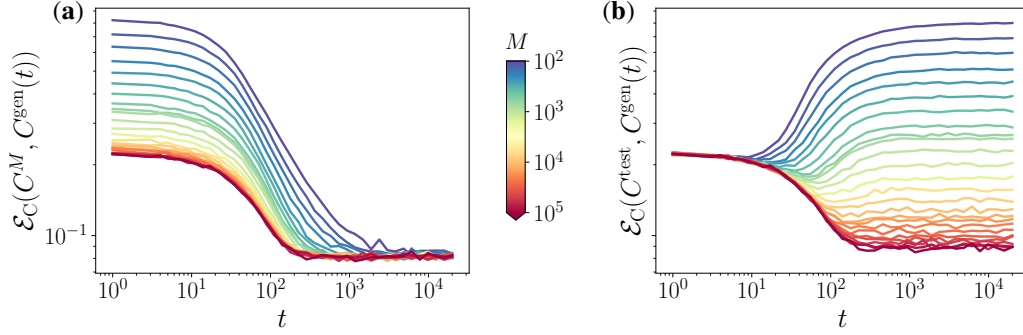 (a)
ℰ_C(C^M, C^gen(t))
10^−1
10^0 10^1 10^2 10^3 10^4
t
M
10^2
10^3
10^4
10^5
(b)
ℰ_C(C^test, C^gen(t))
10^0 10^1 10^2 10^3 10^4
t